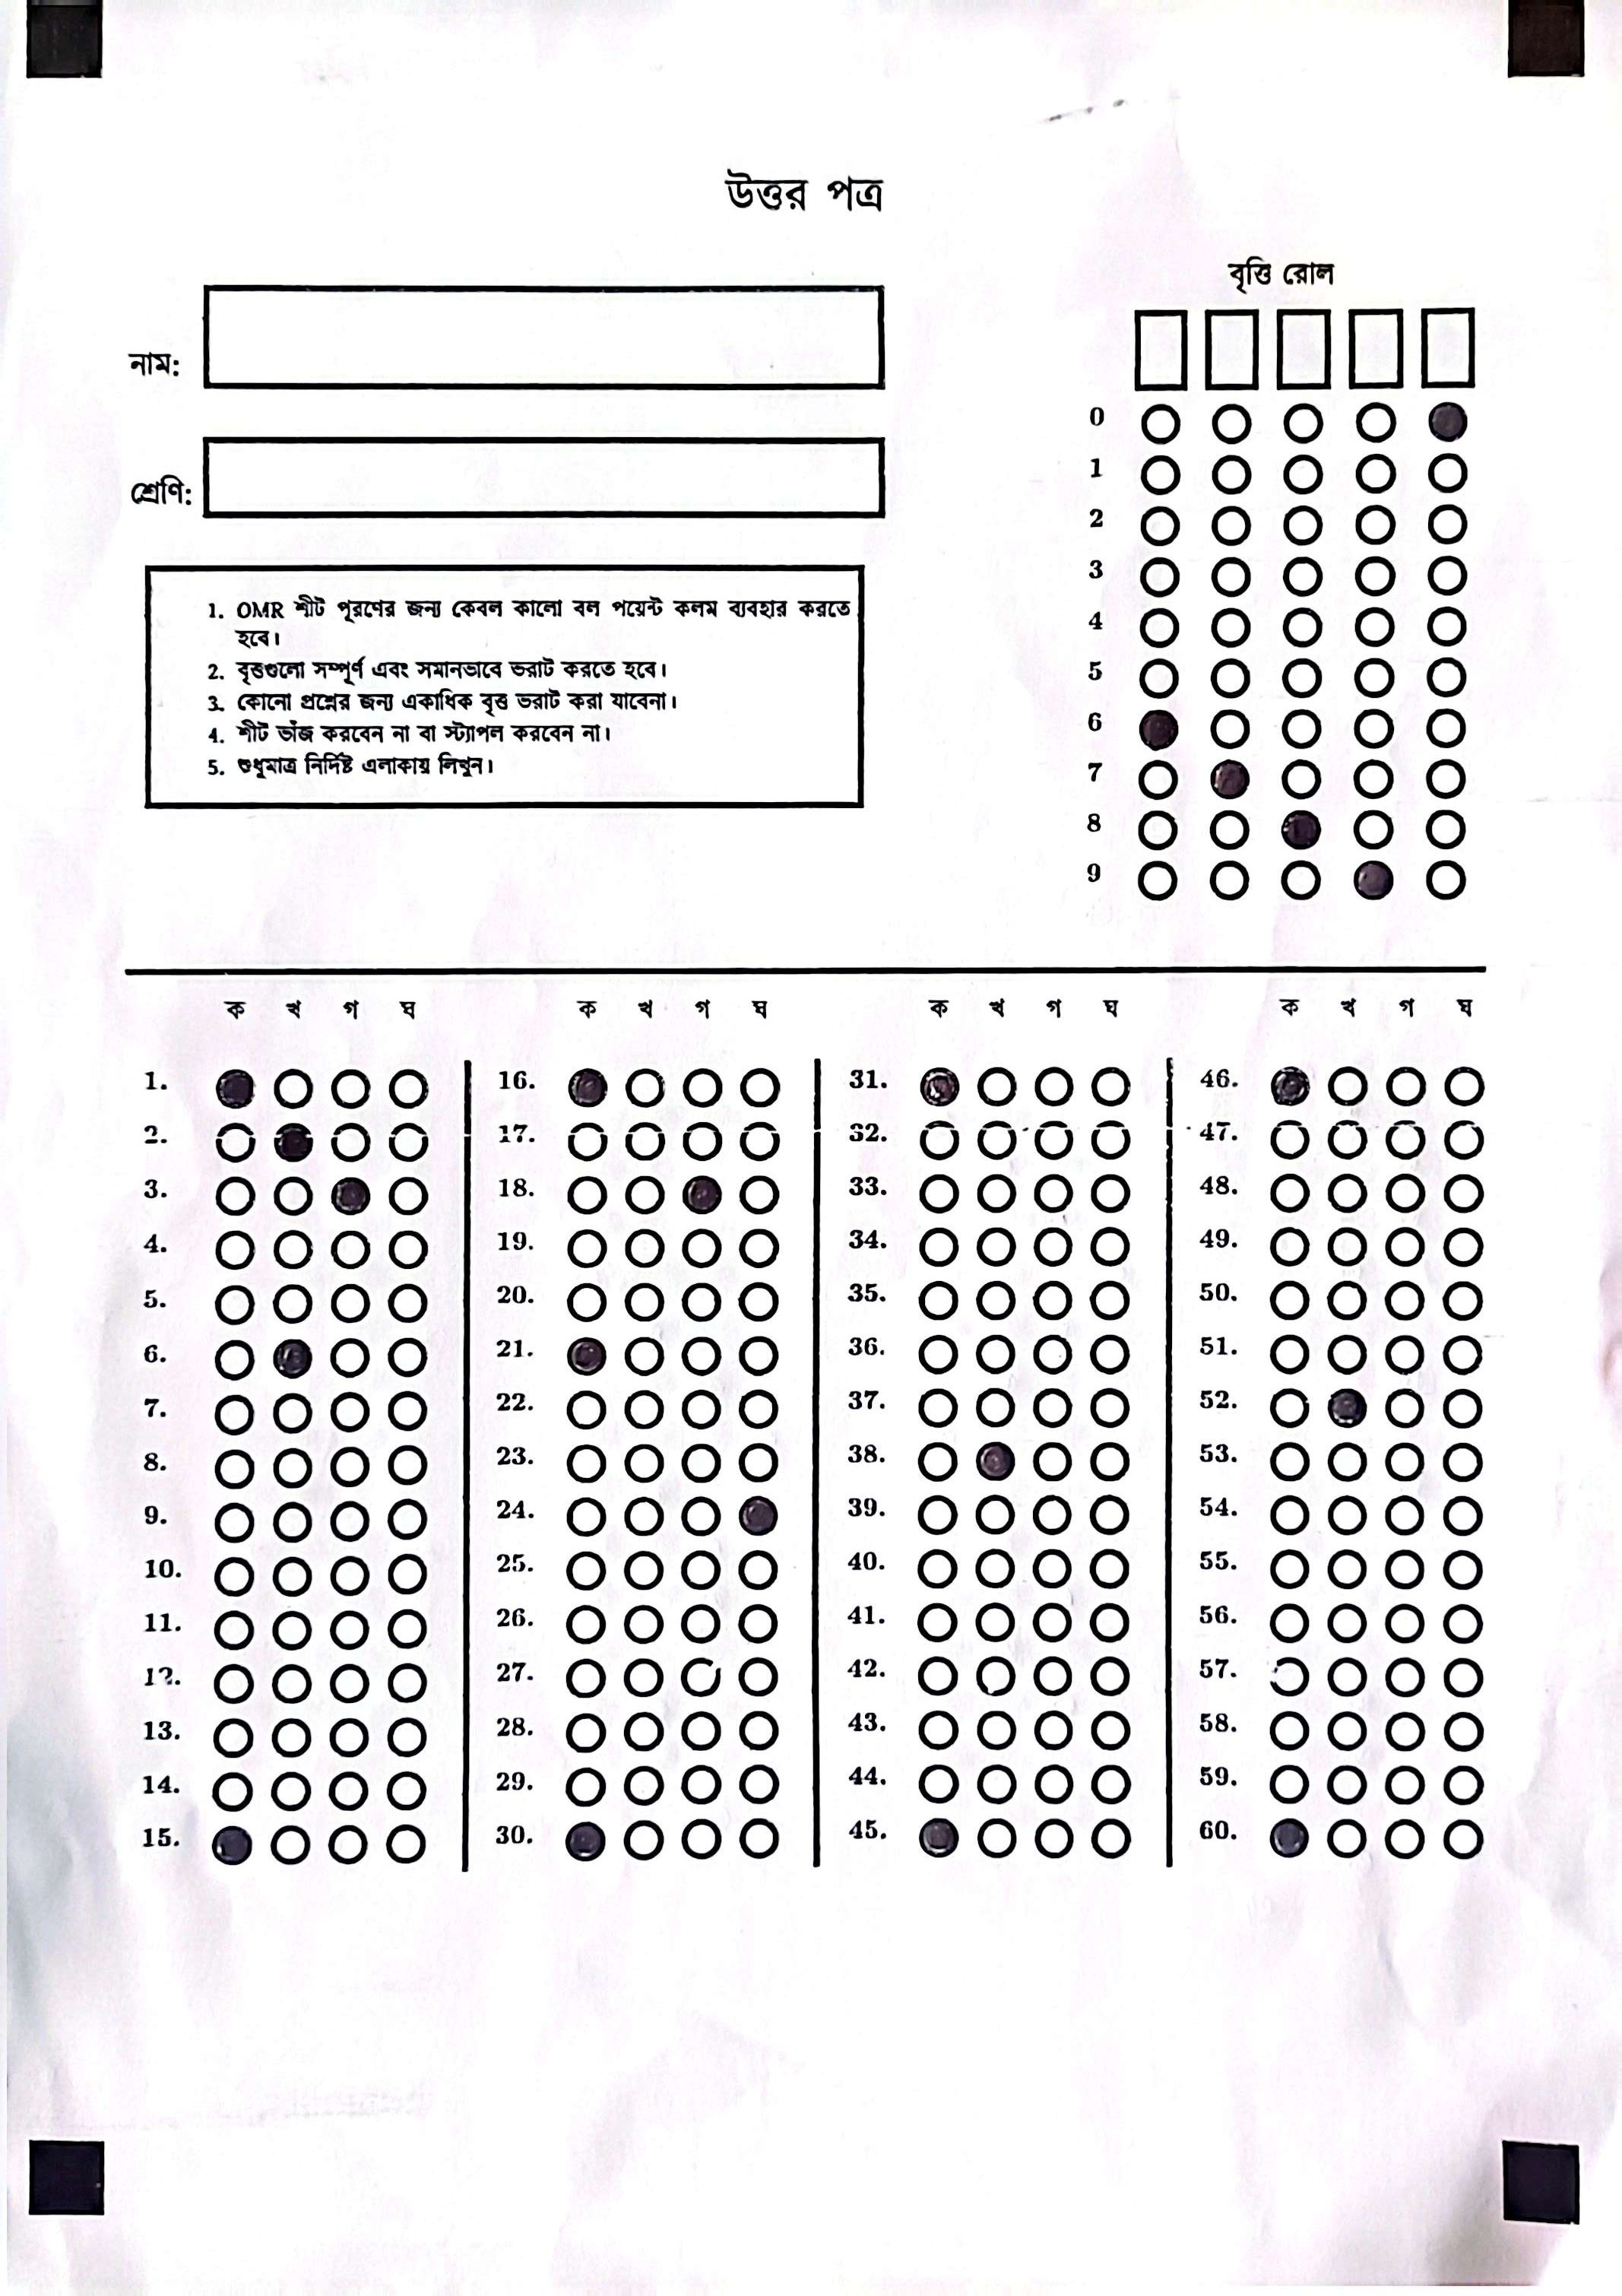 উত্তর পত্র
বৃত্তি রোল
নাম:
শ্রেণি:
1. OMR শীট পূরণের জন্য কেবল কালো বল পয়েন্ট কলম ব্যবহার করতে
হবে।
2. বৃত্তগুলো সম্পূর্ণ এবং সমানভাবে ভরাট করতে হবে।
3. কোনো প্রশ্নের জন্য একাধিক বৃত্ত ভরাট করা যাবেনা।
4. শীট ভাঁজ করবেন না বা স্ট্যাপল করবেন না।
5. শুধুমাত্র নির্দিষ্ট এলাকায় লিখুন।
0
1
2
3
4
5
6
7
8
9
ক খ গ ঘ ক খ গ ঘ ক খ গ ঘ ক খ গ ঘ
1. 16. 31. 46.
2. 17. 32. 47.
3. 18. 33. 48.
4. 19. 34. 49.
5. 20. 35. 50.
6. 21. 36. 51.
7. 22. 37. 52.
8. 23. 38. 53.
9. 24. 39. 54.
10. 25. 40. 55.
11. 26. 41. 56.
12. 27. 42. 57.
13. 28. 43. 58.
14. 29. 44. 59.
15. 30. 45. 60.